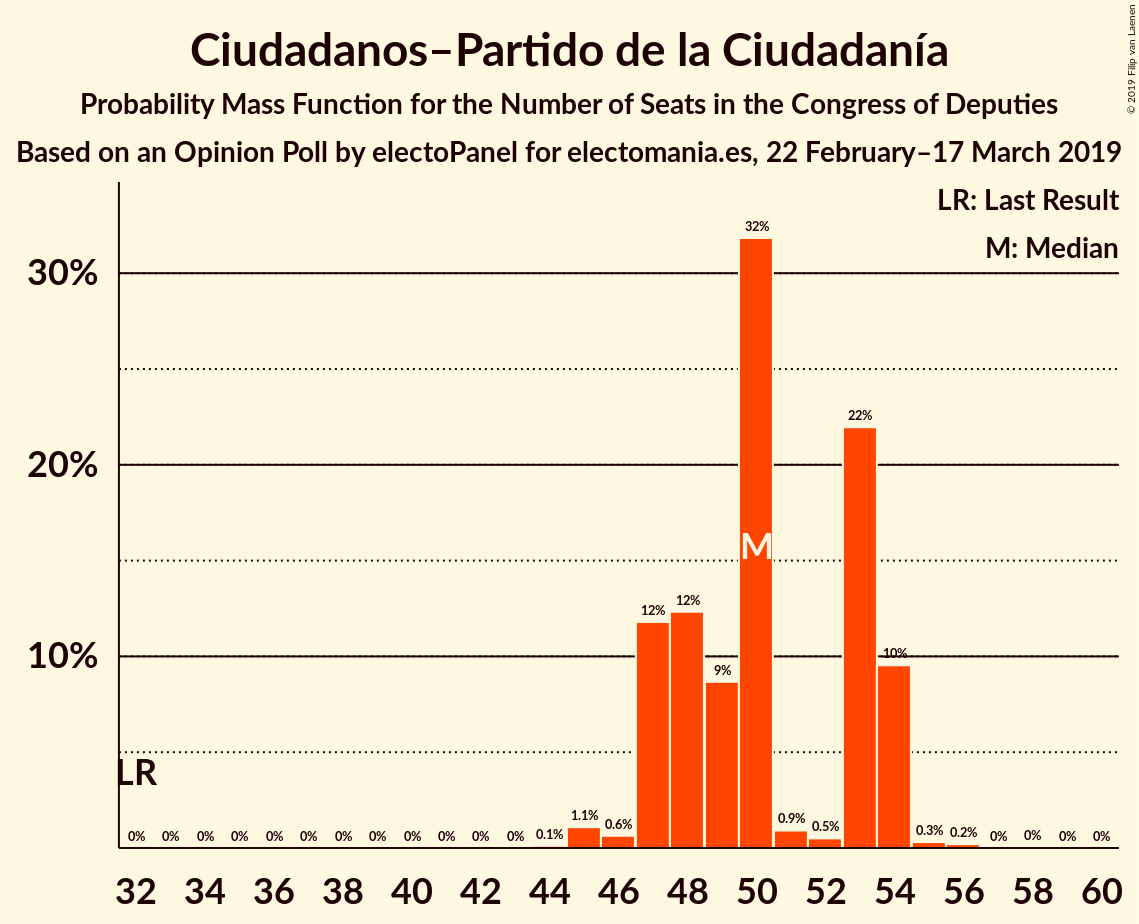 Ciudadanos–Partido de la Ciudadanía
Probability Mass Function for the Number of Seats in the Congress of Deputies
Based on an Opinion Poll by electoPanel for electomania.es, 22 February–17 March 2019
© 2019 Filip van Laenen
LR: Last Result
M: Median
30%
20%
10%
32%
22%
12% 12%
10%
9%
M
LR
0% 0% 0% 0% 0% 0% 0% 0% 0% 0% 0% 0% 0.1% 1.1% 0.6% 0.9% 0.5% 0.3% 0.2% 0% 0% 0% 0%
32 34 36 38 40 42 44 46 48 50 52 54 56 58 60